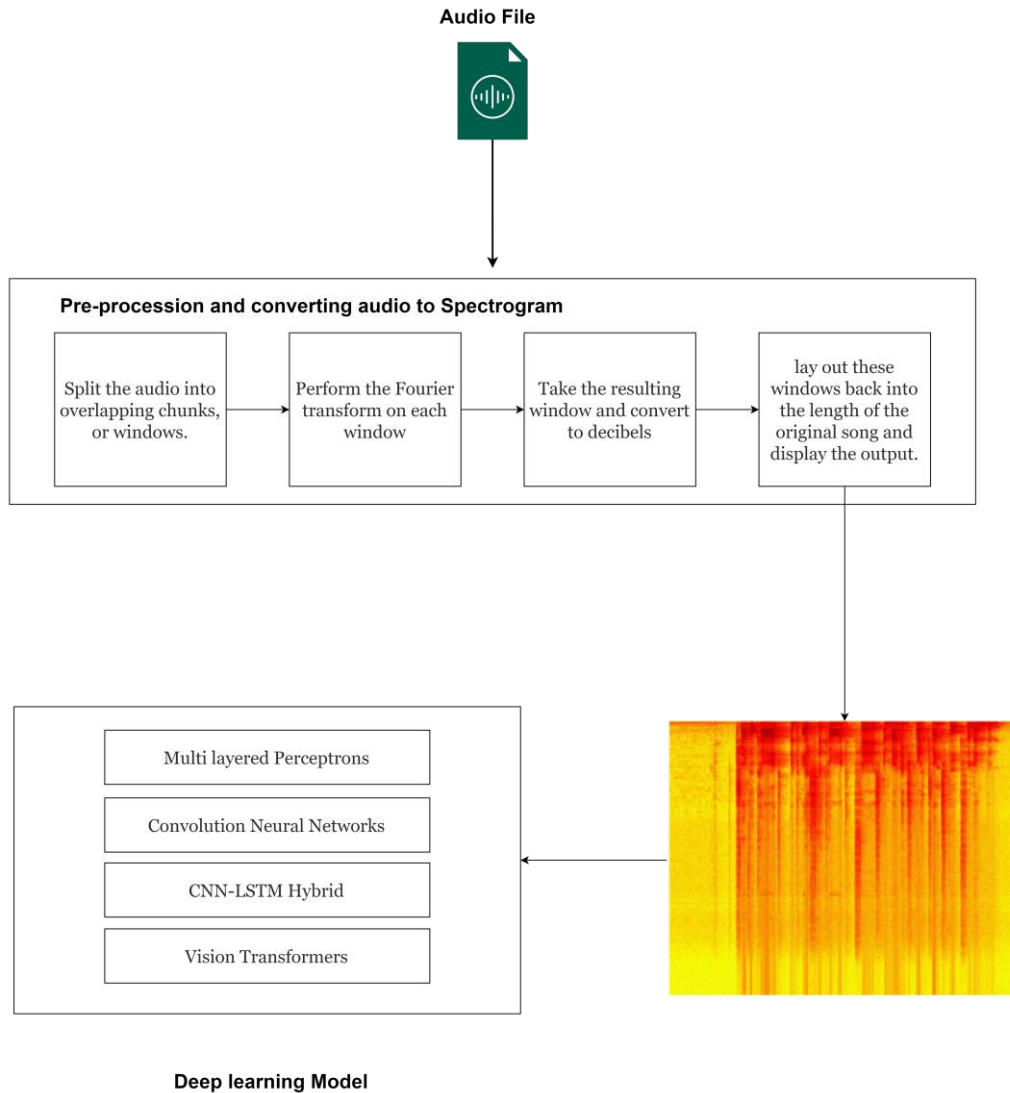 Audio File
Pre-procession and converting audio to Spectrogram
Split the audio into
overlapping chunks,
or windows.
Perform the Fourier
transform on each
window
Take the resulting
window and convert
to decibels
lay out these
windows back into
the length of the
original song and
display the output.
Multi layered Perceptrons
Convolution Neural Networks
CNN-LSTM Hybrid
Vision Transformers
Deep learning Model